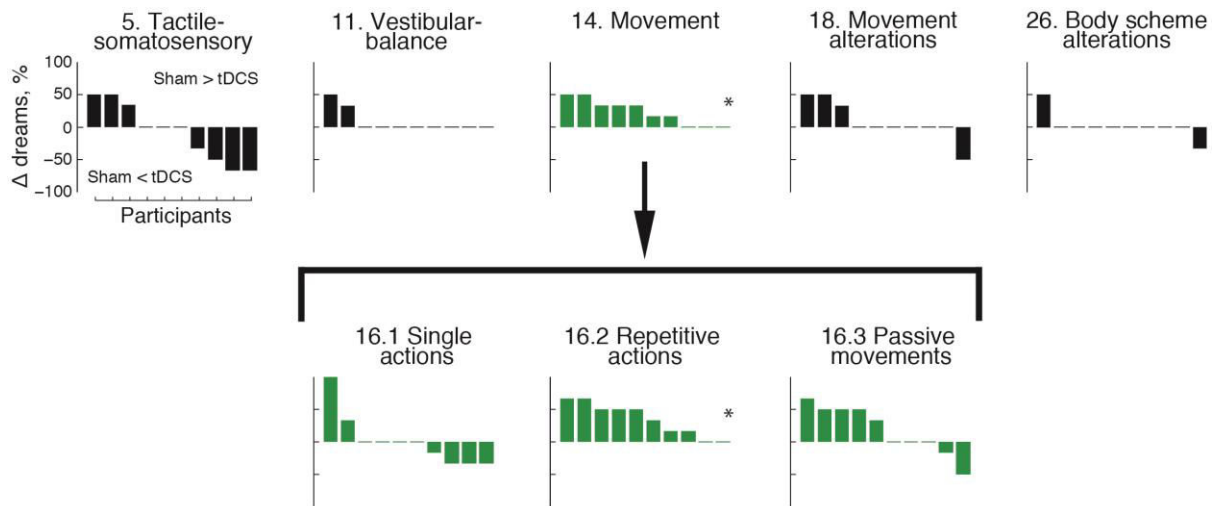 5. Tactile-
somatosensory
11. Vestibular-
balance
14. Movement
18. Movement
alterations
26. Body scheme
alterations
Δ dreams, %
100
50
0
−50
−100
Sham > tDCS
Sham < tDCS
*
Participants
16.1 Single
actions
16.2 Repetitive
actions
16.3 Passive
movements
*